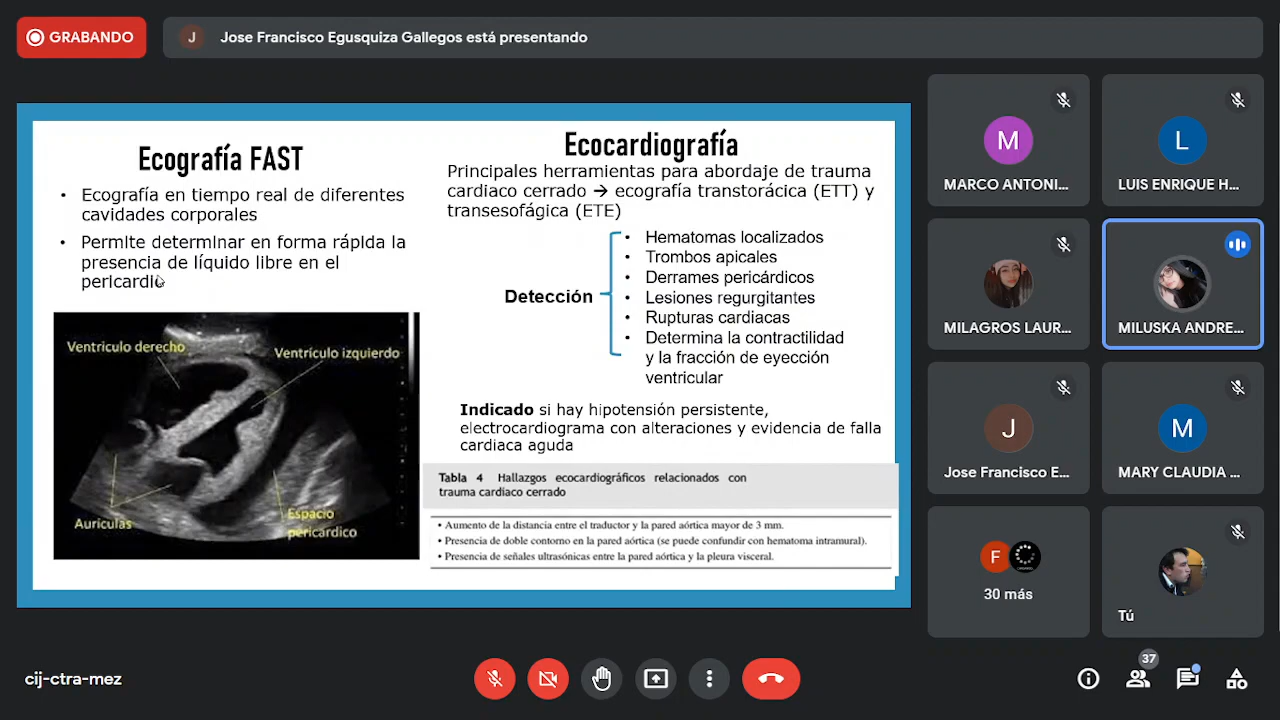 GRABANDO
J
Jose Francisco Egusquiza Gallegos está presentando
Ecografía FAST
• Ecografía en tiempo real de diferentes
cavidades corporales
• Permite determinar en forma rápida la
presencia de líquido libre en el
pericardio
Ventriculo derecho
Ventrículo izquierdo
Auriculas
Espacio
pericárdico
Ecocardiografía
Principales herramientas para abordaje de trauma
cardiaco cerrado → ecografía transtorácica (ETT) y
transesofágica (ETE)
Detección
• Hematomas localizados
• Trombos apicales
• Derrames pericárdicos
• Lesiones regurgitantes
• Rupturas cardiacas
• Determina la contractilidad
y la fracción de eyección
ventricular
Indicado si hay hipotensión persistente,
electrocardiograma con alteraciones y evidencia de falla
cardiaca aguda
Tabla 4 Hallazgos ecocardiográficos relacionados con
trauma cardiaco cerrado
• Aumento de la distancia entre el traductor y la pared aórtica mayor de 3 mm.
• Presencia de doble contorno en la pared aórtica (se puede confundir con hematoma intramural).
• Presencia de señales ultrasónicas entre la pared aórtica y la pleura visceral.
M
MARCO ANTONI...
L
LUIS ENRIQUE H...
MILAGROS LAUR...
MILUSKA ANDRE...
J
Jose Francisco E...
M
MARY CLAUDIA ...
F
30 más
Tú
cij-ctra-mez
37